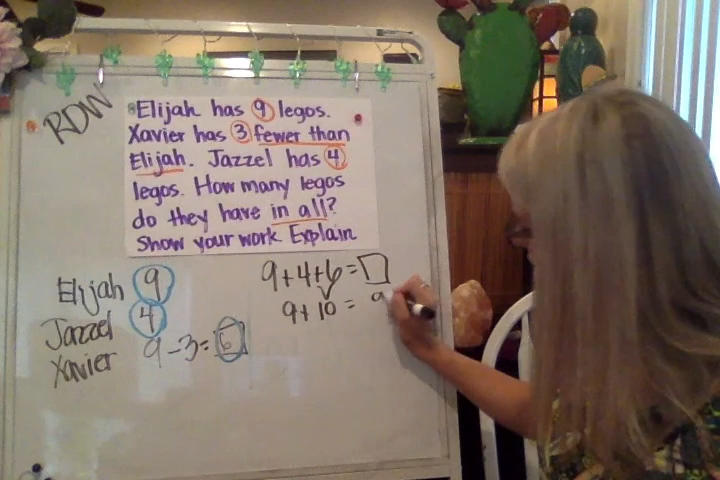 RDW
Elijah has 9 legos.
Xavier has 3 fewer than
Elijah. Jazzel has 4
legos. How many legos
do they have in all?
Show your work. Explain
Elijah 9
Jazzel 4
Xavier 9-3=6
9+4+6=□
9+10=9